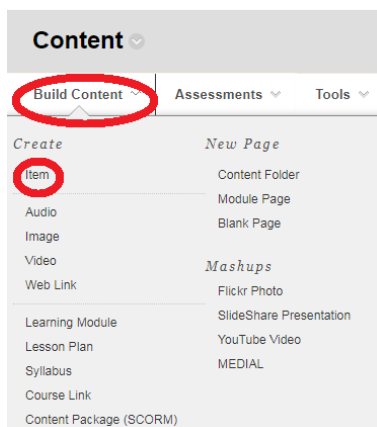 Content
Build Content
Assessments
Tools
Create
Item
Audio
Image
Video
Web Link
Learning Module
Lesson Plan
Syllabus
Course Link
Content Package (SCORM)
New Page
Content Folder
Module Page
Blank Page
Mashups
Flickr Photo
SlideShare Presentation
YouTube Video
MEDIAL